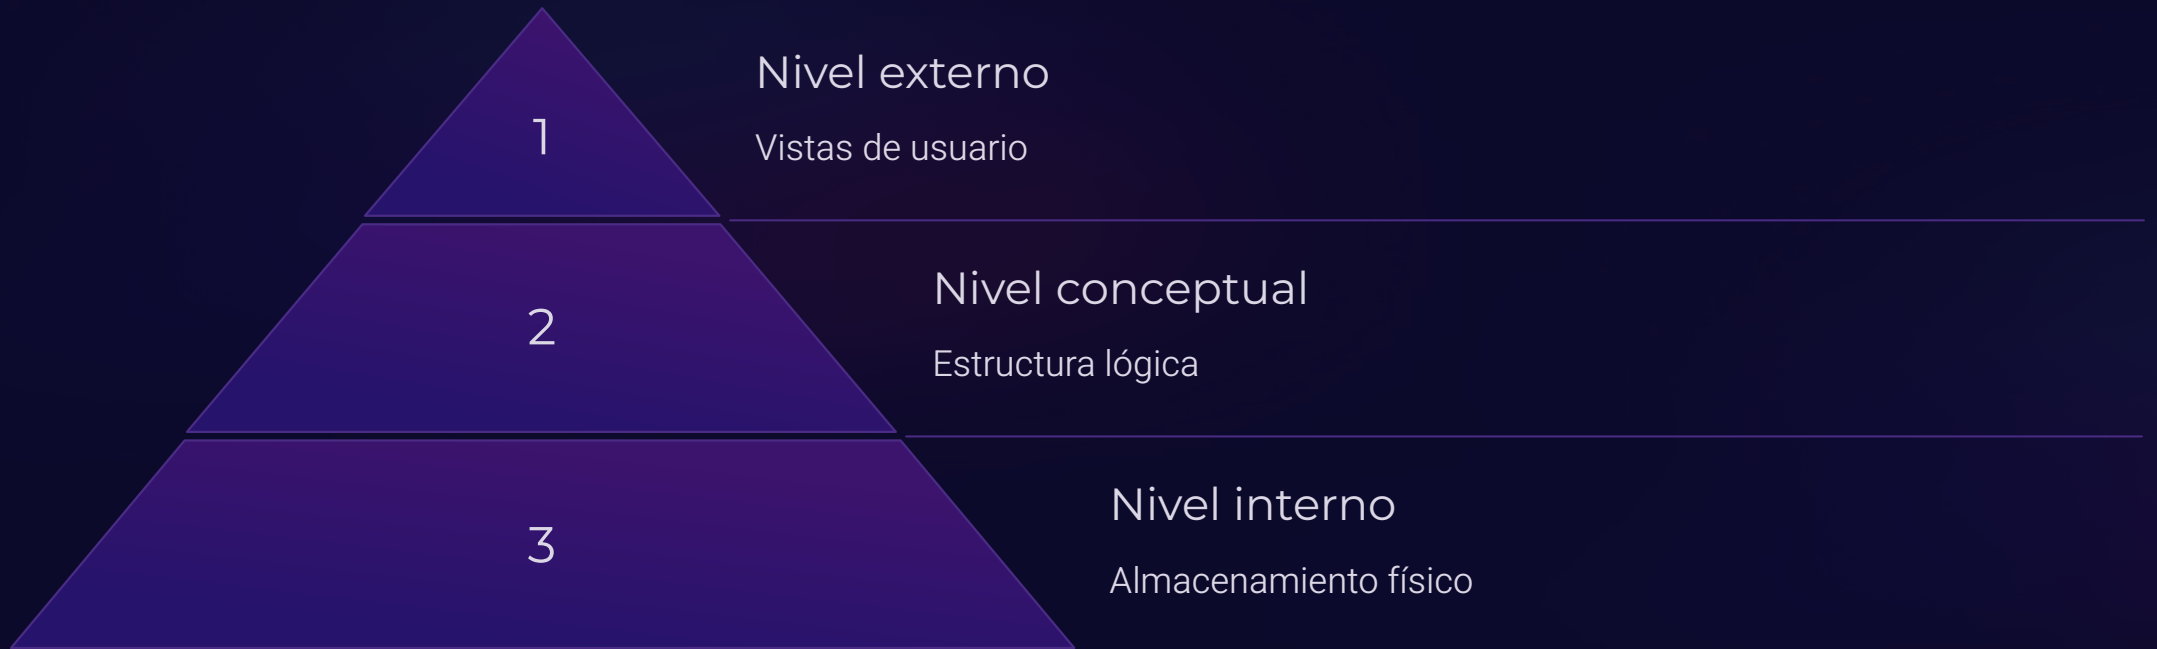 1
Nivel externo
Vistas de usuario
2
Nivel conceptual
Estructura lógica
3
Nivel interno
Almacenamiento físico